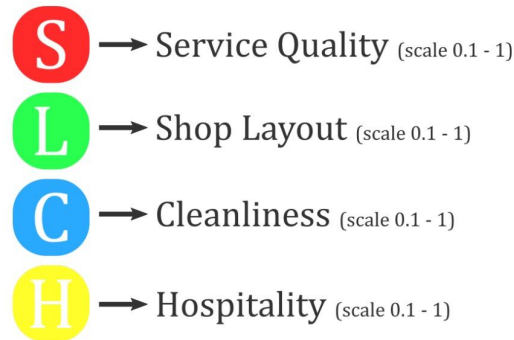 S → Service Quality (scale 0.1 - 1)
L → Shop Layout (scale 0.1 - 1)
C → Cleanliness (scale 0.1 - 1)
H → Hospitality (scale 0.1 - 1)